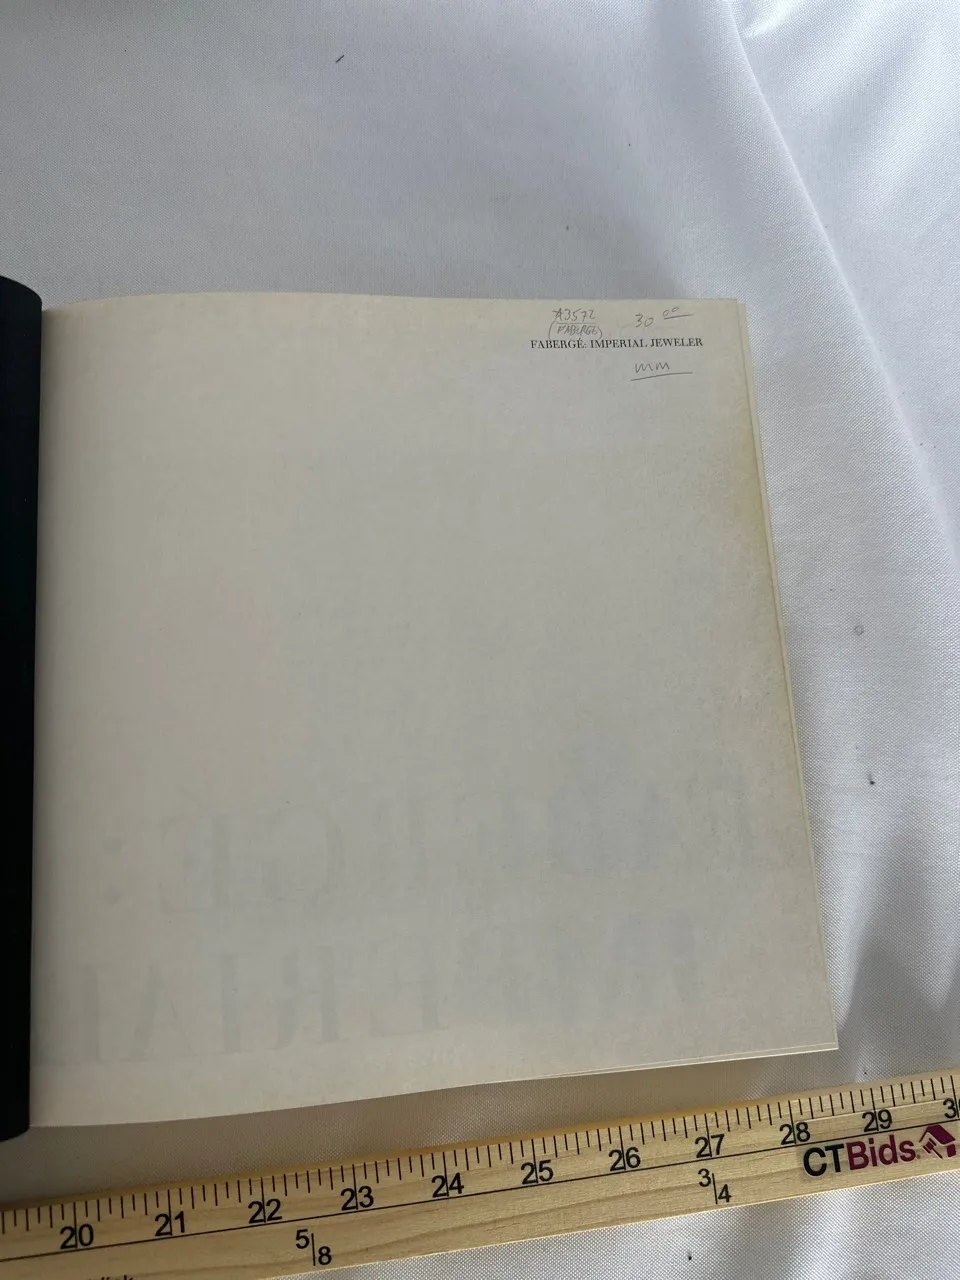 A3572 30 00
(FABERGE)
FABERGÉ: IMPERIAL JEWELER
mm
20 21 22 23 24 25 26 27 28 29 30
CTBids
5|8 3|4